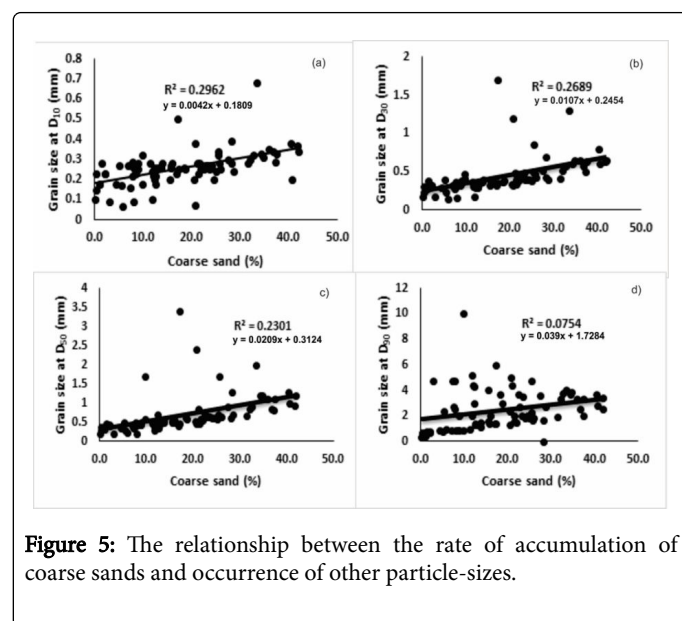 (a)
0.8
0.7
0.6
0.5
0.4
0.3
0.2
0.1
0
R² = 0.2962
y = 0.0042x + 0.1809
Grain size at D₁₀ (mm)
0.0 10.0 20.0 30.0 40.0 50.0
Coarse sand (%)
(b)
2
1.5
1
0.5
0
R² = 0.2689
y = 0.0107x + 0.2454
Grain size at D₃₀ (mm)
0.0 10.0 20.0 30.0 40.0 50.0
Coarse sand (%)
c)
4
3.5
3
2.5
2
1.5
1
0.5
0
R² = 0.2301
y = 0.0209x + 0.3124
Grain size at D₅₀ (mm)
0.0 10.0 20.0 30.0 40.0 50.0
Coarse sand (%)
d)
12
10
8
6
4
2
0
R² = 0.0754
y = 0.039x + 1.7284
Grain size at D₉₀ (mm)
0.0 10.0 20.0 30.0 40.0 50.0
Coarse sand (%)
Figure 5: The relationship between the rate of accumulation of
coarse sands and occurrence of other particle-sizes.